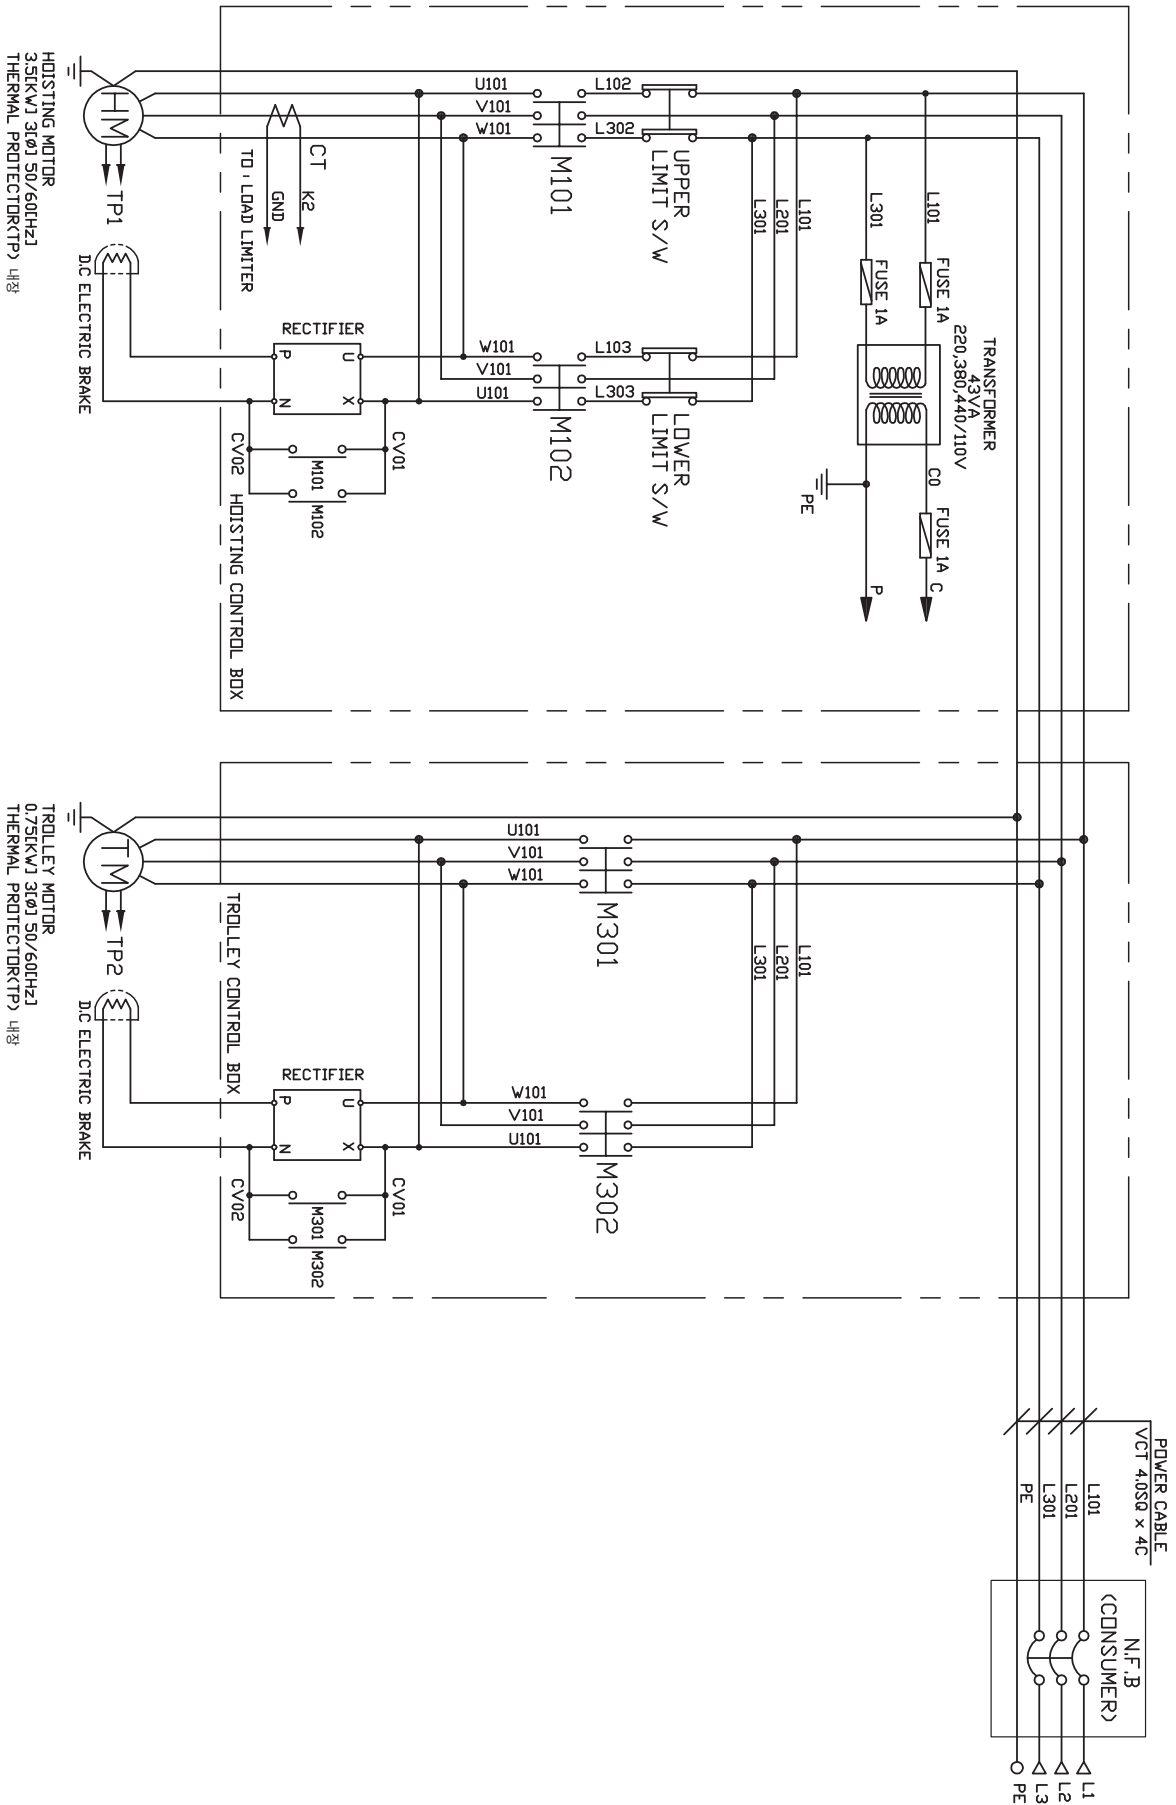 L1
L2
L3
PE
N.F.B
(CONSUMER)
POWER CABLE
VCT 4.0SQ × 4C
L101
L201
L301
PE
TRANSFORMER
43VA
220,380,440/110V
L101
FUSE 1A
L301
FUSE 1A
C0
FUSE 1A
C
P
PE
L101
L201
L301
UPPER
LIMIT S/W
LOWER
LIMIT S/W
L102
L302
L103
L303
M101
M102
U101
V101
W101
W101
V101
U101
CT
K2
GND
TO : LOAD LIMITER
RECTIFIER
U
X
P
N
CV01
CV02
M101
M102
HOISTING CONTROL BOX
M
TP1
D.C ELECTRIC BRAKE
HOISTING MOTOR
3.5[KW] 3[Ø] 50/60[Hz]
THERMAL PROTECTOR(TP) 내장
L101
L201
L301
M301
M302
U101
V101
W101
W101
V101
U101
RECTIFIER
U
X
P
N
CV01
CV02
M301
M302
TROLLEY CONTROL BOX
M
TP2
D.C ELECTRIC BRAKE
TROLLEY MOTOR
0.75[KW] 3[Ø] 50/60[Hz]
THERMAL PROTECTOR(TP) 내장